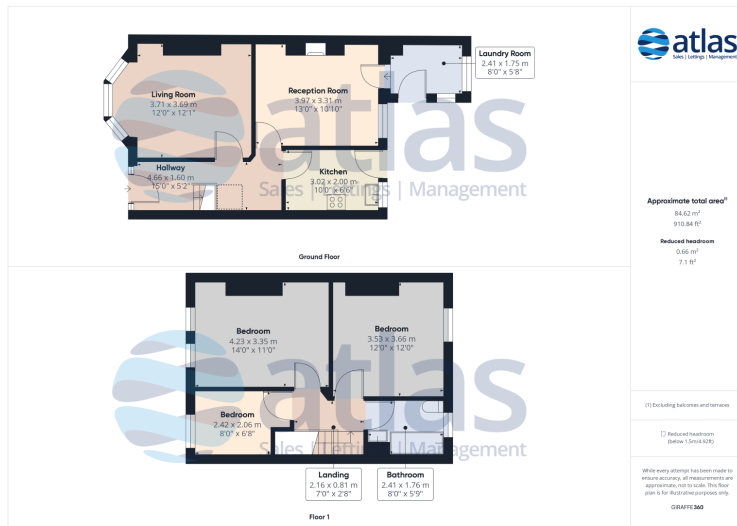 Laundry Room
2.41 x 1.75 m
8'0" x 5'8"
Living Room
3.71 x 3.69 m
12'0" x 12'1"
Reception Room
3.97 x 3.31 m
13'0" x 10'10"
Hallway
4.66 x 1.60 m
15'0" x 5'2"
Kitchen
3.02 x 2.00 m
10'0" x 6'6"
atlas
Sales | Lettings | Management
Ground Floor
Bedroom
4.23 x 3.35 m
14'0" x 11'0"
Bedroom
3.53 x 3.66 m
12'0" x 12'0"
Bedroom
2.42 x 2.06 m
8'0" x 6'8"
atlas
Sales | Lettings | Management
Landing
2.16 x 0.81 m
7'0" x 2'8"
Bathroom
2.41 x 1.76 m
8'0" x 5'9"
Floor 1
atlas
Sales | Lettings | Management
Approximate total area⁽¹⁾
84.62 m²
910.84 ft²
Reduced headroom
0.66 m²
7.1 ft²
(1) Excluding balconies and terraces
Reduced headroom
(below 1.5m/4.92ft)
While every attempt has been made to
ensure accuracy, all measurements are
approximate, not to scale. This floor
plan is for illustrative purposes only.
GIRAFFE360